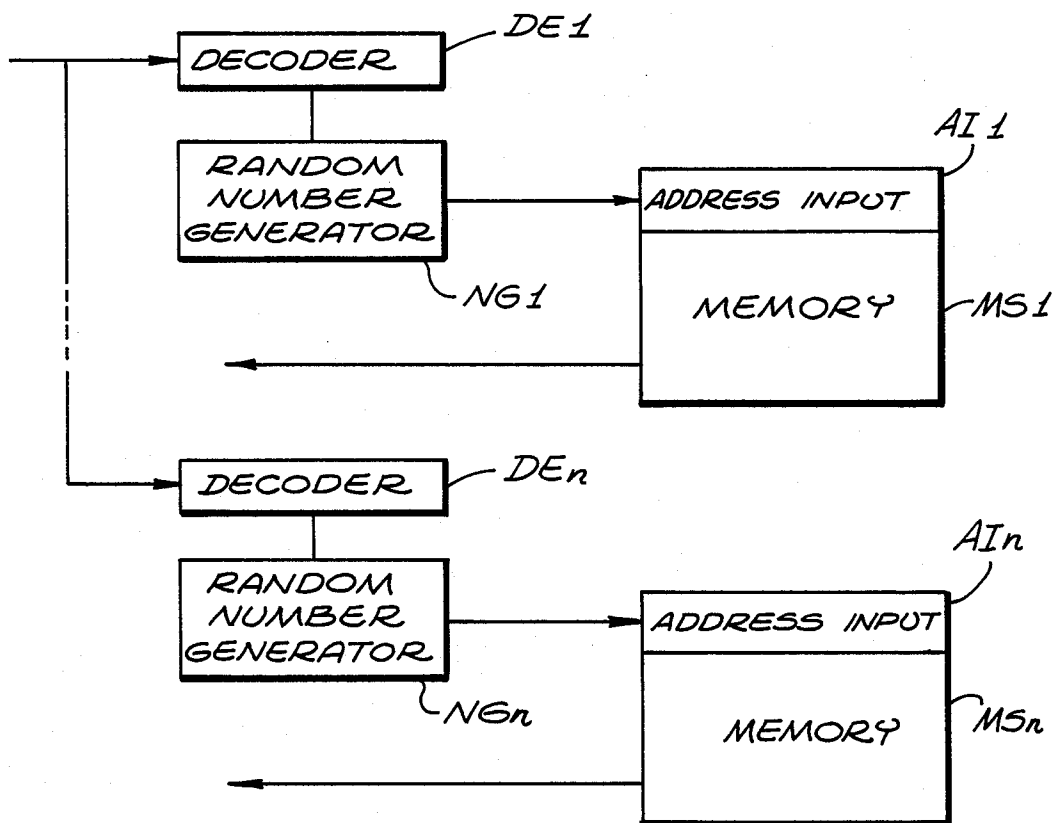 DE1
DECODER
AI1
RANDOM
NUMBER
GENERATOR
ADDRESS INPUT
NG1
MEMORY
MS1
DECODER
DEn
AIn
RANDOM
NUMBER
GENERATOR
ADDRESS INPUT
NGn
MEMORY
MSn